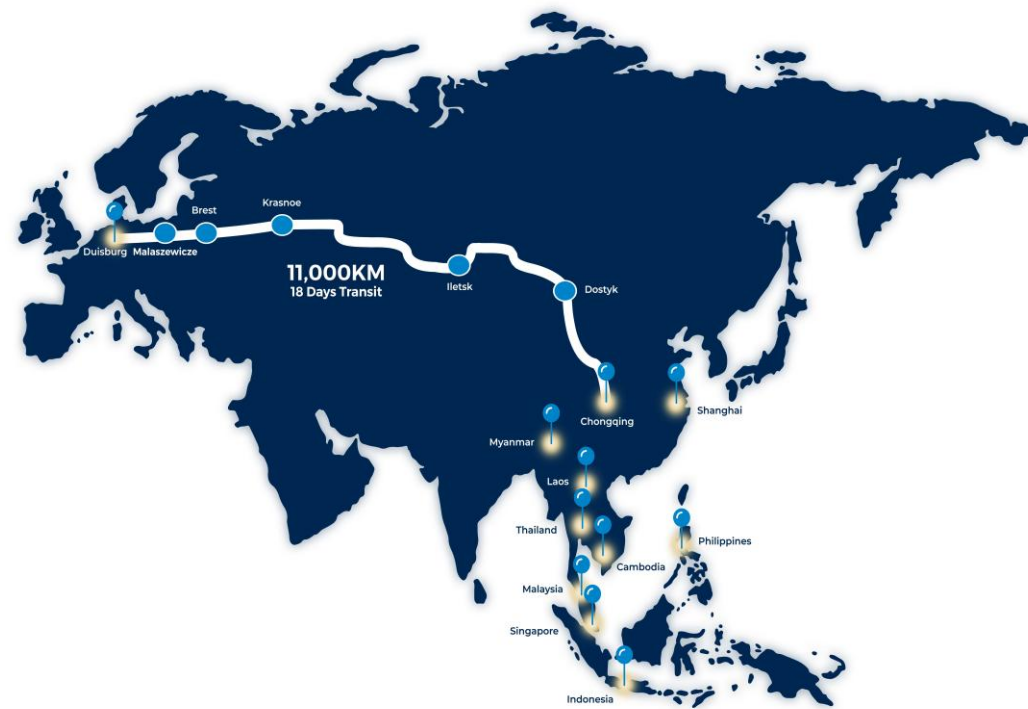 Krasnoe
Brest
Duisburg
Malaszewicze
11,000KM
18 Days Transit
Iletsk
Dostyk
Chongqing
Shanghai
Myanmar
Laos
Thailand
Philippines
Cambodia
Malaysia
Singapore
Indonesia